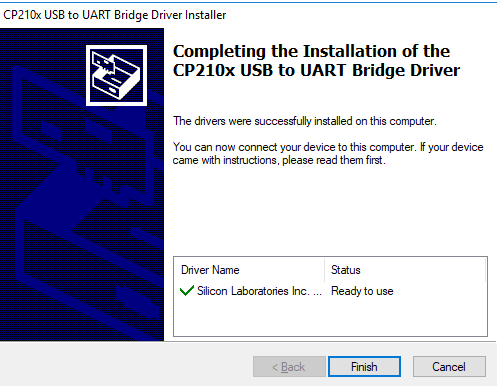 CP210x USB to UART Bridge Driver Installer
Completing the Installation of the
CP210x USB to UART Bridge Driver
The drivers were successfully installed on this computer.
You can now connect your device to this computer. If your device
came with instructions, please read them first.
Driver Name Status
Silicon Laboratories Inc. ... Ready to use
< Back Finish Cancel